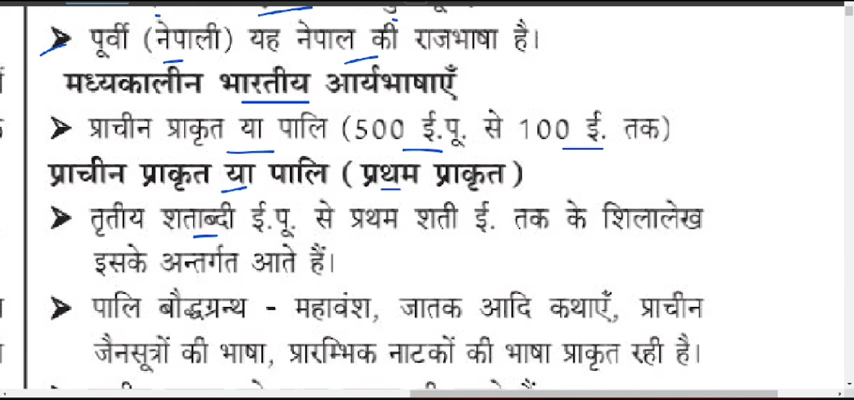 ➤ पूर्वी (नेपाली) यह नेपाल की राजभाषा है।
मध्यकालीन भारतीय आर्यभाषाएँ
➤ प्राचीन प्राकृत या पालि (500 ई.पू. से 100 ई. तक)
प्राचीन प्राकृत या पालि ( प्रथम प्राकृत )
➤ तृतीय शताब्दी ई.पू. से प्रथम शती ई. तक के शिलालेख
इसके अन्तर्गत आते हैं।
➤ पालि बौद्धग्रन्थ - महावंश, जातक आदि कथाएँ, प्राचीन
जैनसूत्रों की भाषा, प्रारम्भिक नाटकों की भाषा प्राकृत रही है।